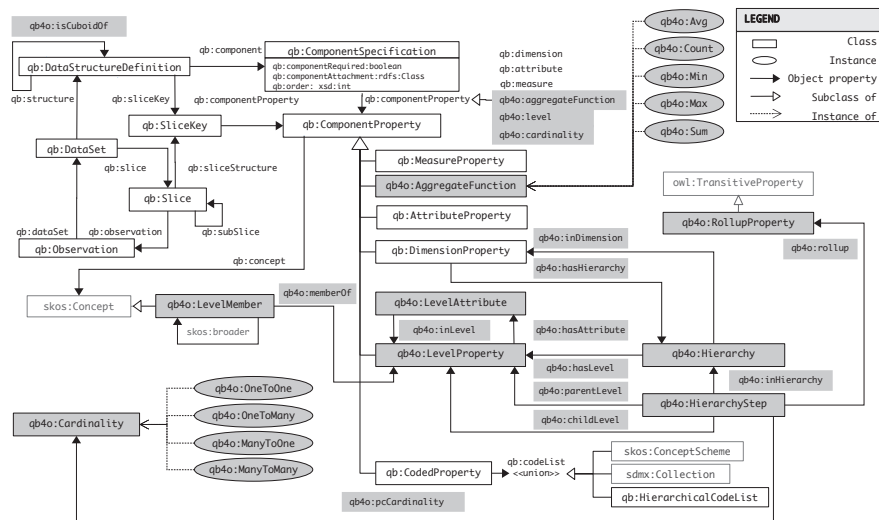 qb4o:isCuboidOf
qb:DataStructureDefinition
qb:component
qb:ComponentSpecification
qb:componentRequired:boolean
qb:componentAttachment:rdfs:Class
qb:order: xsd:int
qb:structure
qb:sliceKey
qb:componentProperty
qb:componentProperty
qb:dimension
qb:attribute
qb:measure
qb4o:aggregateFunction
qb4o:level
qb4o:cardinality
qb4o:Avg
qb4o:Count
qb4o:Min
qb4o:Max
qb4o:Sum
LEGEND
Class
Instance
Object property
Subclass of
Instance of
qb:SliceKey
qb:ComponentProperty
qb:DataSet
qb:slice
qb:sliceStructure
qb:Slice
qb:subSlice
qb:dataSet
qb:observation
qb:Observation
qb:concept
qb:MeasureProperty
qb4o:AggregateFunction
qb:AttributeProperty
qb:DimensionProperty
qb4o:inDimension
qb4o:hasHierarchy
owl:TransitiveProperty
qb4o:RollupProperty
qb4o:rollup
skos:Concept
qb4o:LevelMember
skos:broader
qb4o:memberOf
qb4o:LevelAttribute
qb4o:inLevel
qb4o:hasAttribute
qb4o:LevelProperty
qb4o:hasLevel
qb4o:Hierarchy
qb4o:parentLevel
qb4o:inHierarchy
qb4o:HierarchyStep
qb4o:childLevel
qb4o:Cardinality
qb4o:OneToOne
qb4o:OneToMany
qb4o:ManyToOne
qb4o:ManyToMany
qb:CodedProperty
qb:codeList
<<union>>
skos:ConceptScheme
sdmx:Collection
qb:HierarchicalCodeList
qb4o:pcCardinality